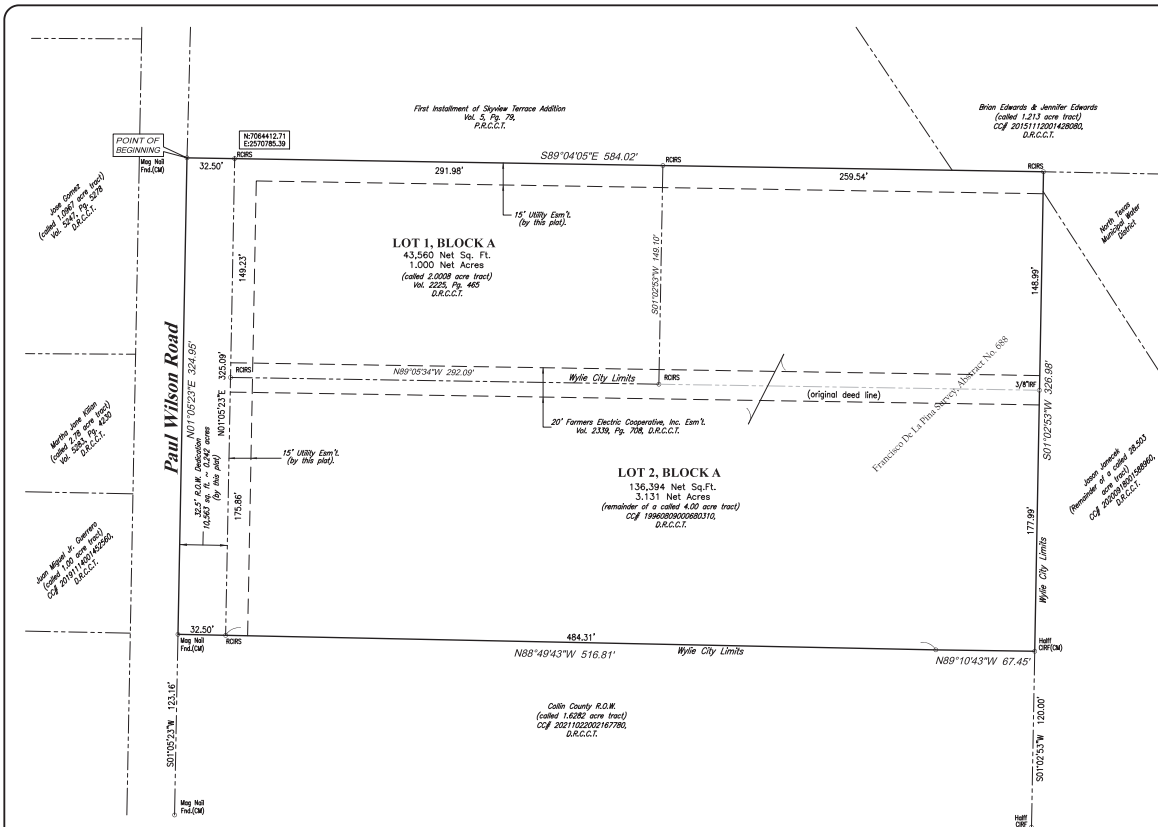 First Installment of Skyview Terrace Addition
Vol. 5, Pg. 79,
P.R.C.C.T.
Brian Edwards & Jennifer Edwards
(called 1.213 acre tract)
CC# 20151112001428080,
D.R.C.C.T.
POINT OF
BEGINNING
Mag Nail
Fnd.(CM)
N:7064412.71
E:2570785.39
RCIRS
32.50'
S89°04'05"E 584.02'
RCIRS
RCIRS
291.98'
259.54'
Jose Gomez
(called 1.0967 acre tract)
Vol. 5247, Pg. 5278
D.R.C.C.T.
15' Utility Esm't.
(by this plat).
North Texas
Municipal Water
District
LOT 1, BLOCK A
43,560 Net Sq. Ft.
1.000 Net Acres
(called 2.0008 acre tract)
Vol. 2225, Pg. 465
D.R.C.C.T.
149.23'
S01°02'53"W 149.10'
148.99'
Paul Wilson Road
N01°05'23"E 324.95'
N01°05'23"E 325.09'
RCIRS
N89°05'34"W 292.09'
Wylie City Limits
RCIRS
(original deed line)
3/8"IRF
Francisco De La Pina Survey, Abstract No. 688
S01°02'53"W 326.98'
20' Farmers Electric Cooperative, Inc. Esm't.
Vol. 2339, Pg. 708, D.R.C.C.T.
Martha Jane Kilian
(called 2.78 acre tract)
Vol. 5283, Pg. 4230
D.R.C.C.T.
15' Utility Esm't.
(by this plat).
32.5' R.O.W. Dedication
10,563 sq. ft. ~ 0.242 acres
(by this plat)
175.86'
LOT 2, BLOCK A
136,394 Net Sq.Ft.
3.131 Net Acres
(remainder of a called 4.00 acre tract)
CC# 19960809000680310,
D.R.C.C.T.
Jason Janecek
(Remainder of a called 28.503
acre tract)
CC# 20200918001588960,
D.R.C.C.T.
177.99'
Wylie City Limits
Juan Miguel Jr. Guerrero
(called 1.00 acre tract)
CC# 20191114001452560,
D.R.C.C.T.
32.50'
Mag Nail
Fnd.(CM)
RCIRS
484.31'
N88°49'43"W 516.81'
Wylie City Limits
N89°10'43"W 67.45'
Halff
CIRF(CM)
S01°05'23"W 123.16'
Collin County R.O.W.
(called 1.6282 acre tract)
CC# 20211022002167780,
D.R.C.C.T.
S01°02'53"W 120.00'
Mag Nail
Fnd.(CM)
Halff
CIRF